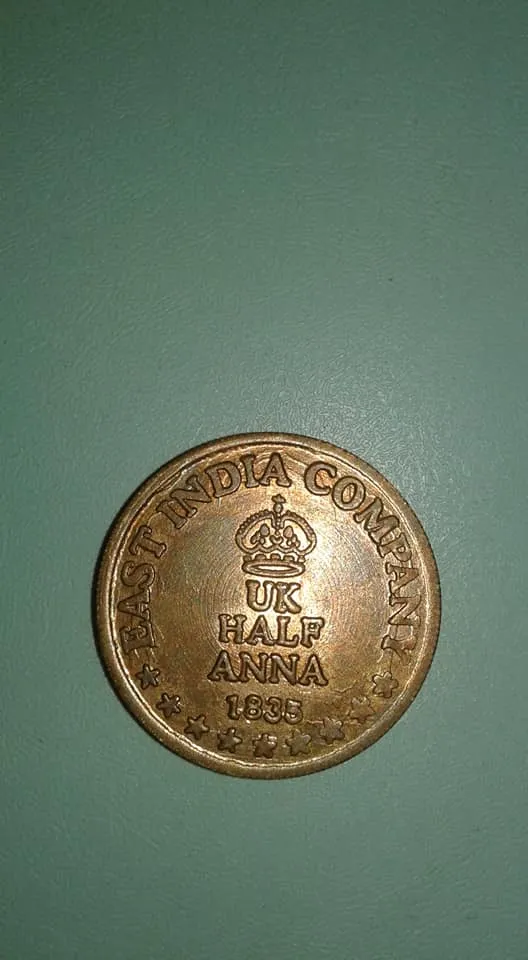 EAST INDIA COMPANY
UK
HALF
ANNA
1835